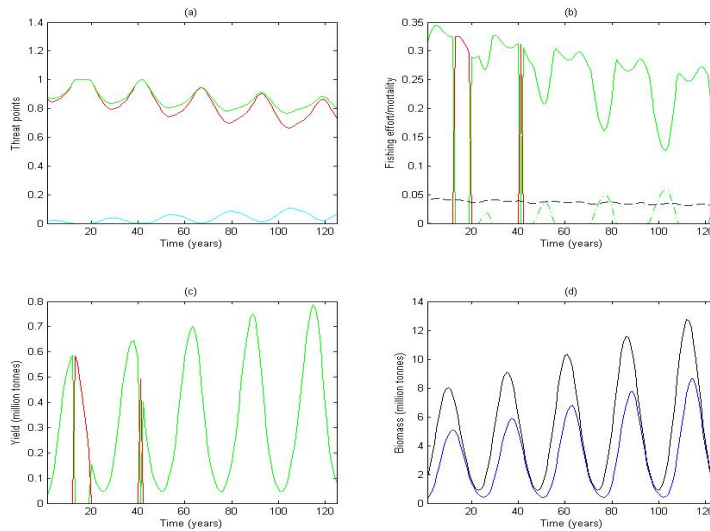 (a)
1.4
1.2
1
0.8
0.6
0.4
0.2
0
Threat points
20 40 60 80 100 120
Time (years)
(b)
0.35
0.3
0.25
0.2
0.15
0.1
0.05
0
Fishing effort/mortality
20 40 60 80 100 120
Time (years)
(c)
0.8
0.7
0.6
0.5
0.4
0.3
0.2
0.1
0
Yield (million tonnes)
20 40 60 80 100 120
Time (years)
(d)
14
12
10
8
6
4
2
0
Biomass (million tonnes)
20 40 60 80 100 120
Time (years)